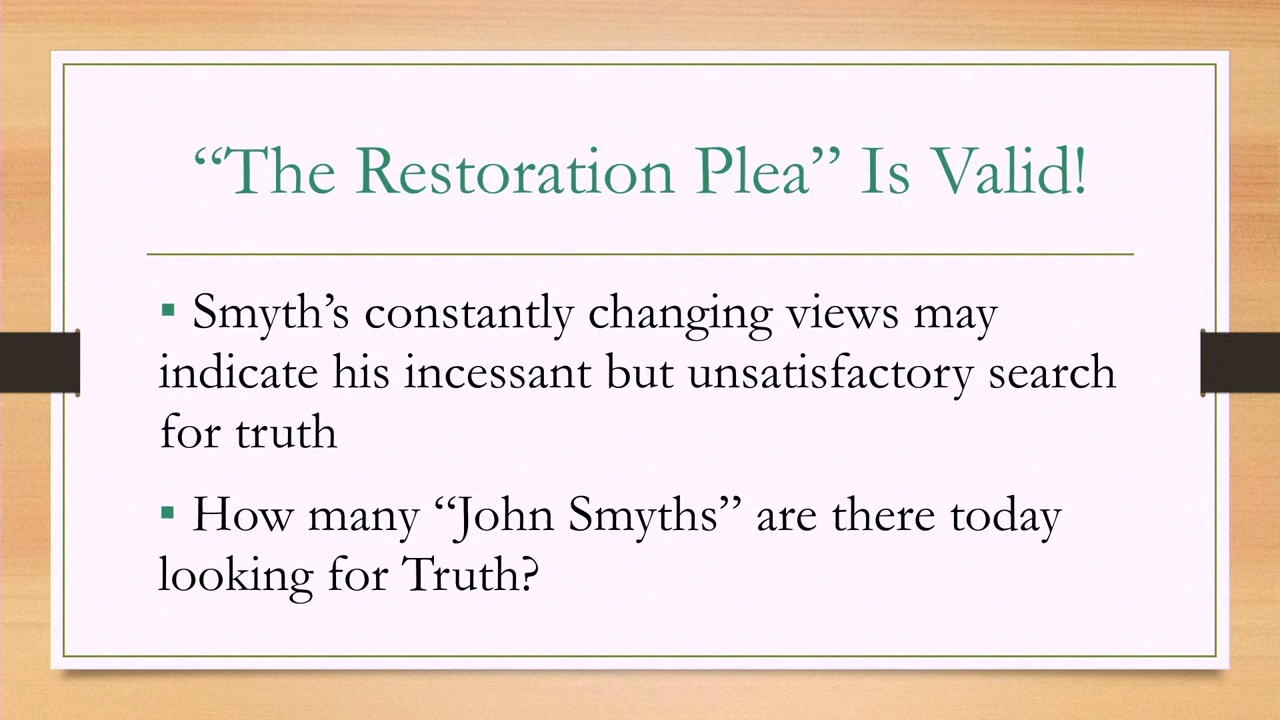 “The Restoration Plea” Is Valid!
▪ Smyth’s constantly changing views may
indicate his incessant but unsatisfactory search
for truth
▪ How many “John Smyths” are there today
looking for Truth?